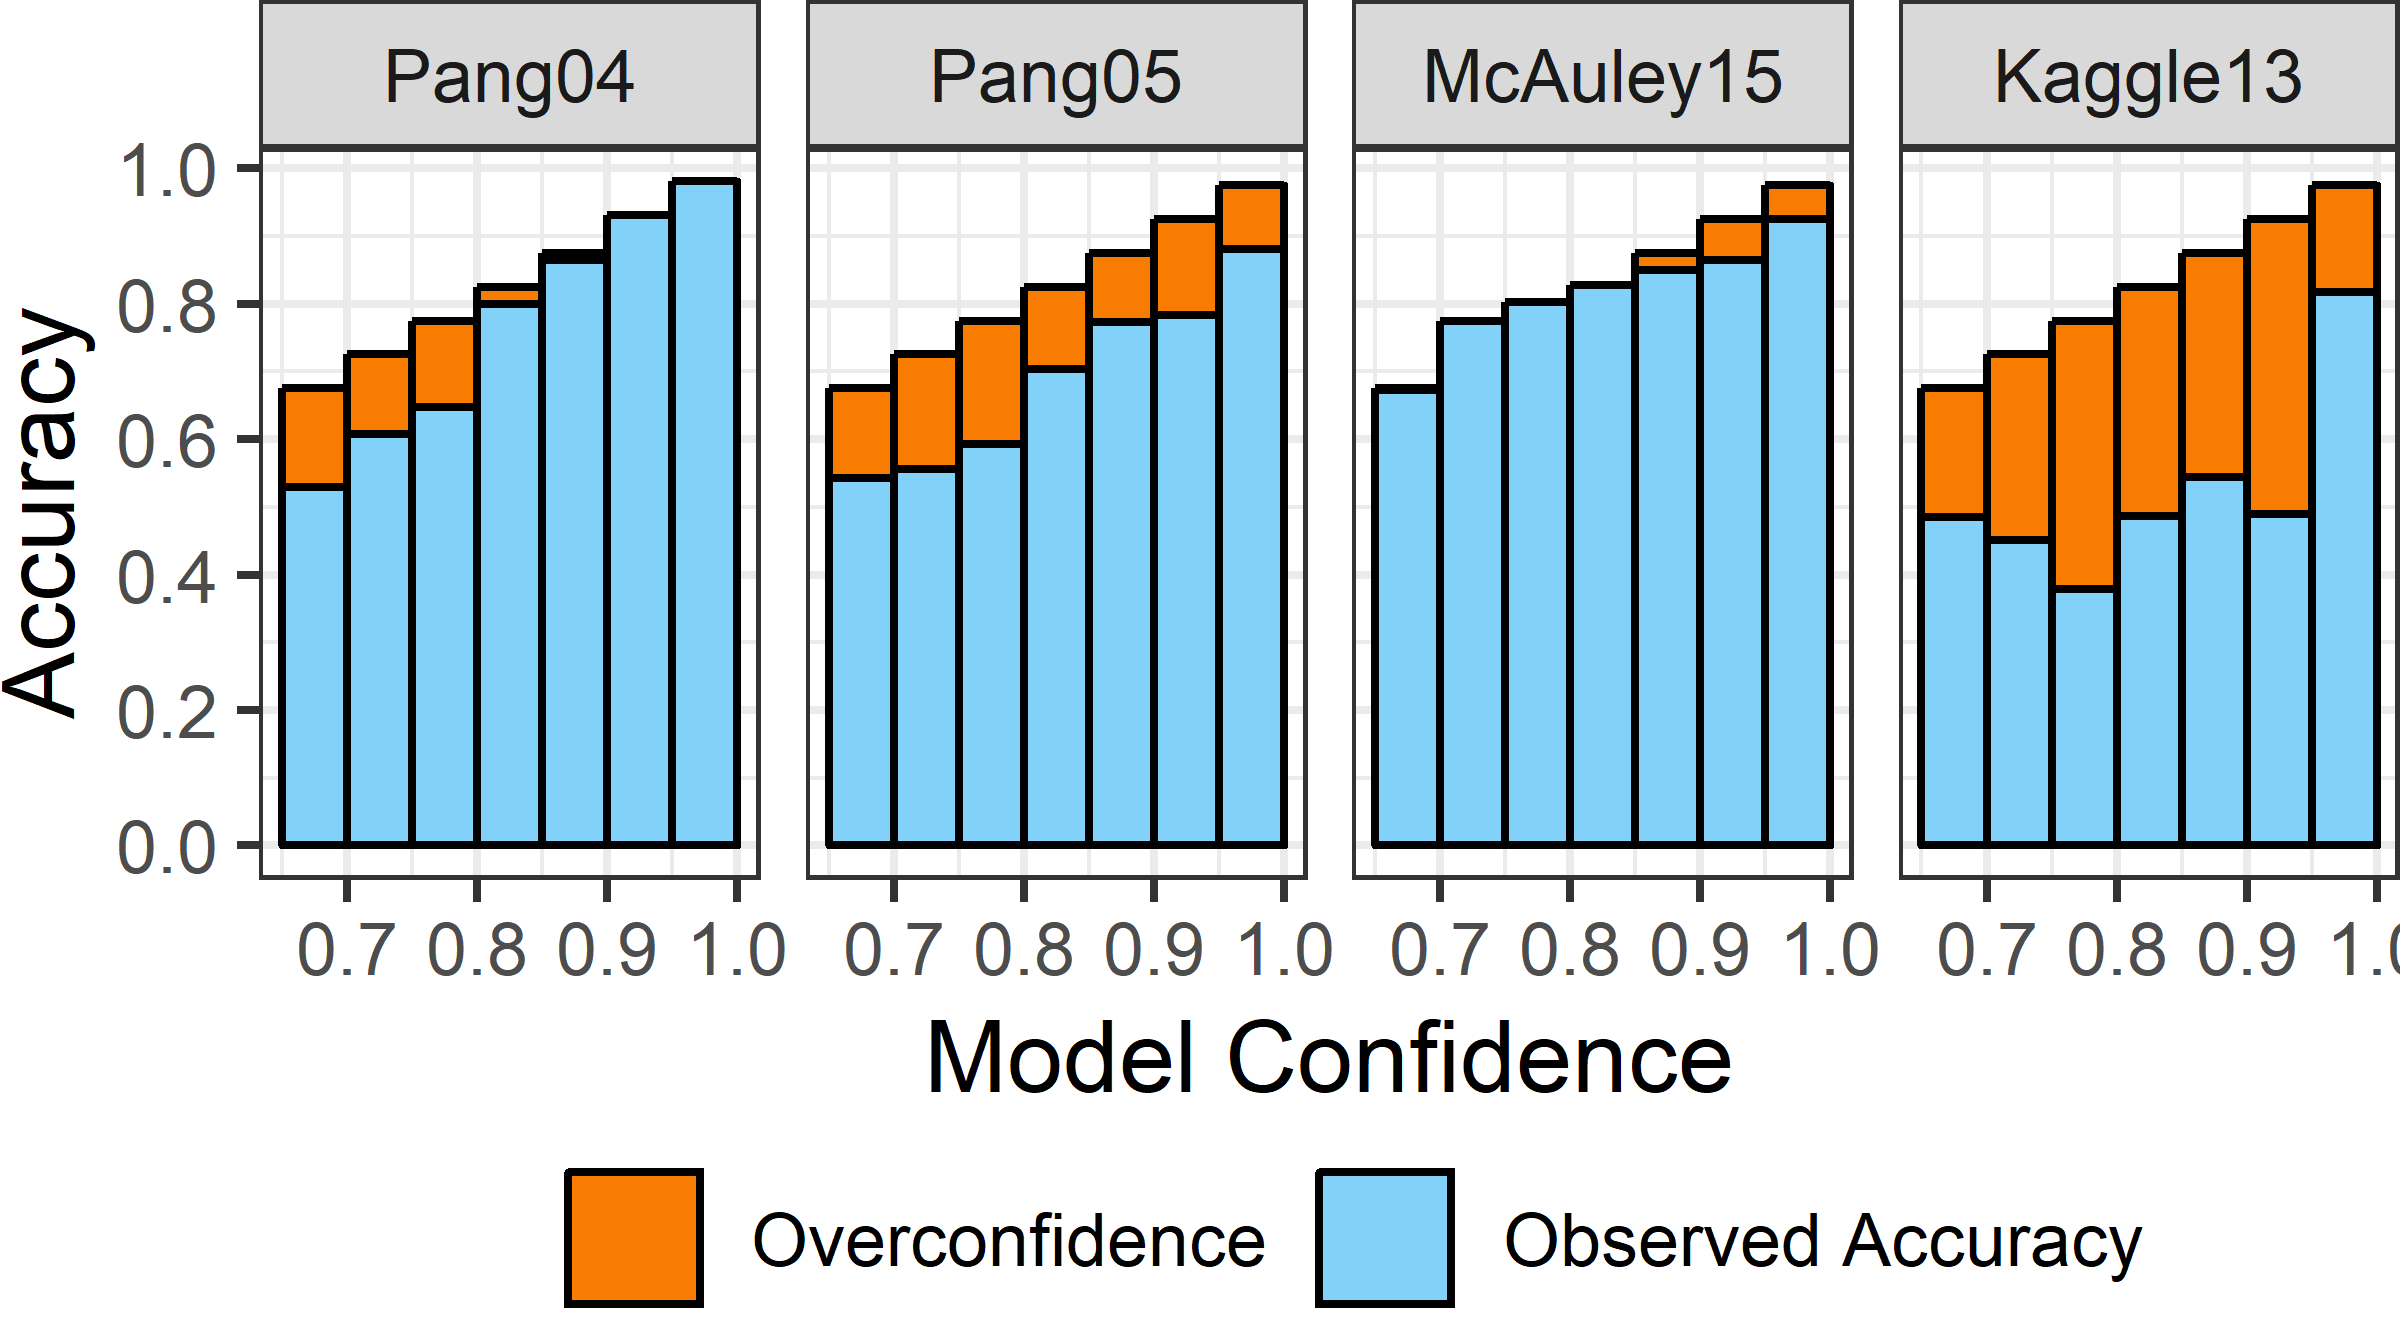 Pang04 Pang05 McAuley15 Kaggle13
1.0
0.8
0.6
0.4
0.2
0.0
Accuracy
0.7 0.8 0.9 1.0 0.7 0.8 0.9 1.0 0.7 0.8 0.9 1.0 0.7 0.8 0.9 1.0
Model Confidence
Overconfidence Observed Accuracy